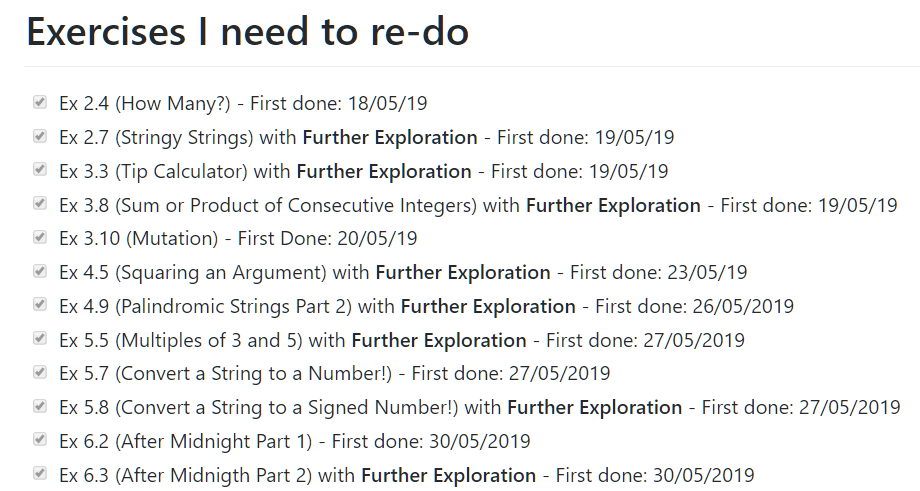 Exercises I need to re-do
Ex 2.4 (How Many?) - First done: 18/05/19
Ex 2.7 (Stringy Strings) with Further Exploration - First done: 19/05/19
Ex 3.3 (Tip Calculator) with Further Exploration - First done: 19/05/19
Ex 3.8 (Sum or Product of Consecutive Integers) with Further Exploration - First done: 19/05/19
Ex 3.10 (Mutation) - First Done: 20/05/19
Ex 4.5 (Squaring an Argument) with Further Exploration - First done: 23/05/19
Ex 4.9 (Palindromic Strings Part 2) with Further Exploration - First done: 26/05/2019
Ex 5.5 (Multiples of 3 and 5) with Further Exploration - First done: 27/05/2019
Ex 5.7 (Convert a String to a Number!) - First done: 27/05/2019
Ex 5.8 (Convert a String to a Signed Number!) with Further Exploration - First done: 27/05/2019
Ex 6.2 (After Midnight Part 1) - First done: 30/05/2019
Ex 6.3 (After Midnigth Part 2) with Further Exploration - First done: 30/05/2019